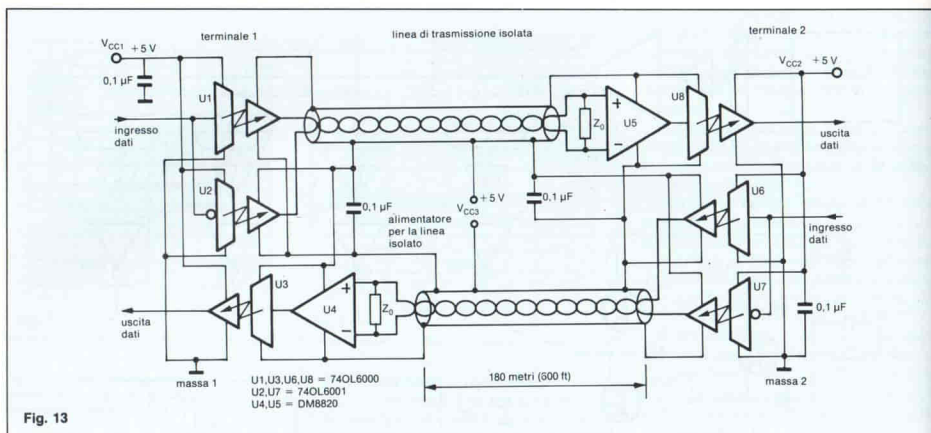 terminale 1
linea di trasmissione isolata
terminale 2
VCC1 +5 V
VCC2 +5 V
0,1 µF
U1
U8
Z0
+
−
U5
ingresso dati
uscita dati
U2
+5 V
VCC3
0,1 µF
0,1 µF
U6
alimentatore per la linea isolato
ingresso dati
U3
U4
+
−
Z0
U7
0,1 µF
uscita dati
massa 1
massa 2
U1,U3,U6,U8 = 74OL6000
U2,U7 = 74OL6001
U4,U5 = DM8820
180 metri (600 ft)
Fig. 13